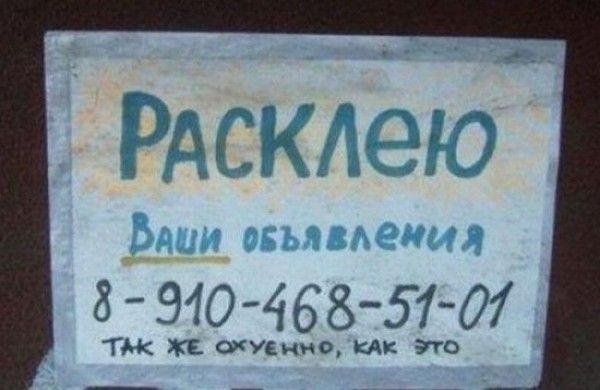 Расклею
Ваши объявления
8-910-468-51-01
так же охуенно, как это